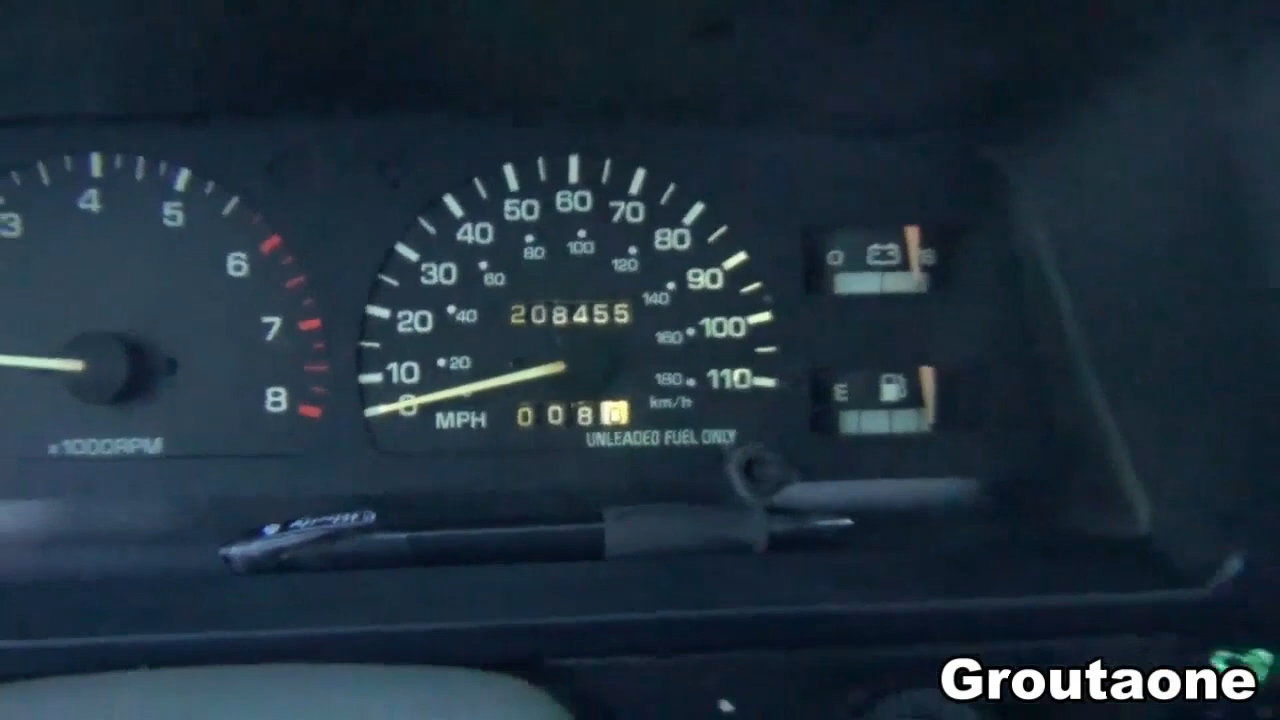 3 4 5 6 7 8
x1000RPM
0 10 20 30 40 50 60 70 80 90 100 110
20 40 60 80 100 120 140 160 180
208455
MPH
0080
km/h
UNLEADED FUEL ONLY
E
Groutaone